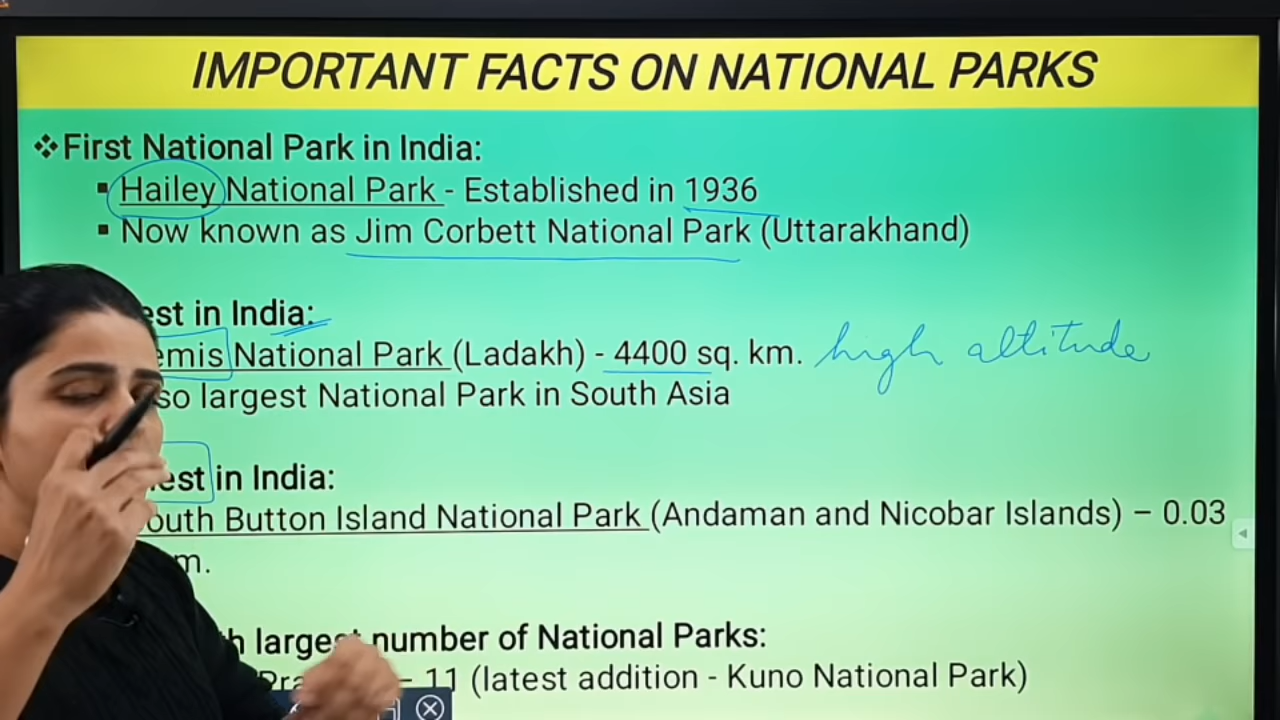 IMPORTANT FACTS ON NATIONAL PARKS
❖First National Park in India:
▪ Hailey National Park - Established in 1936
▪ Now known as Jim Corbett National Park (Uttarakhand)
est in India:
emis National Park (Ladakh) - 4400 sq. km. high altitude
so largest National Park in South Asia
est in India:
outh Button Island National Park (Andaman and Nicobar Islands) – 0.03
m.
h largest number of National Parks:
Pra – 11 (latest addition - Kuno National Park)